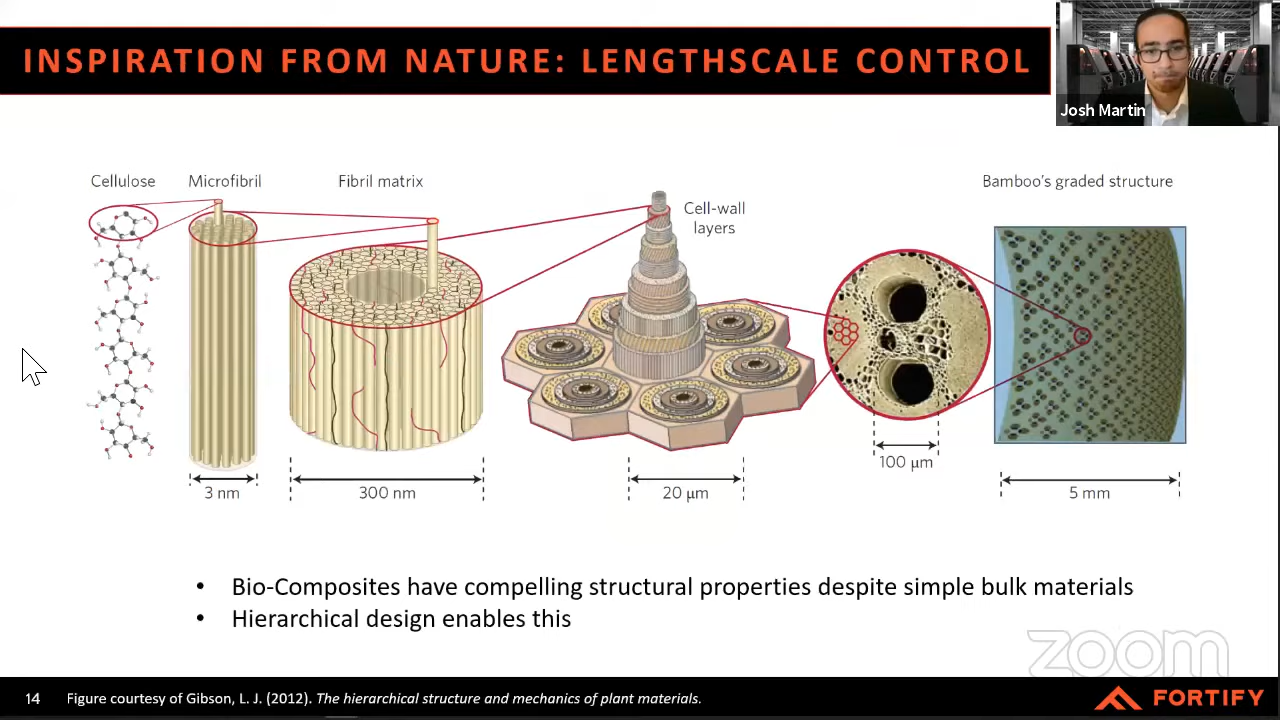 INSPIRATION FROM NATURE: LENGTHSCALE CONTROL
Josh Martin
Cellulose
Microfibril
Fibril matrix
Cell-wall
layers
Bamboo's graded structure
3 nm
300 nm
20 µm
100 µm
5 mm
• Bio-Composites have compelling structural properties despite simple bulk materials
• Hierarchical design enables this
zoom
14
Figure courtesy of Gibson, L. J. (2012). The hierarchical structure and mechanics of plant materials.
FORTIFY